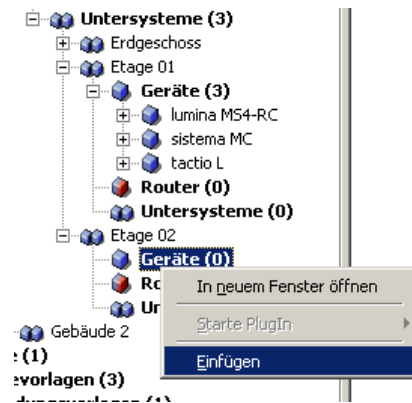 Untersysteme (3)
Erdgeschoss
Etage 01
Geräte (3)
lumina MS4-RC
sistema MC
tactio L
Router (0)
Untersysteme (0)
Etage 02
Geräte (0)
In neuem Fenster öffnen
Starte PlugIn
Einfügen
Gebäude 2
(1)
evorlagen (3)